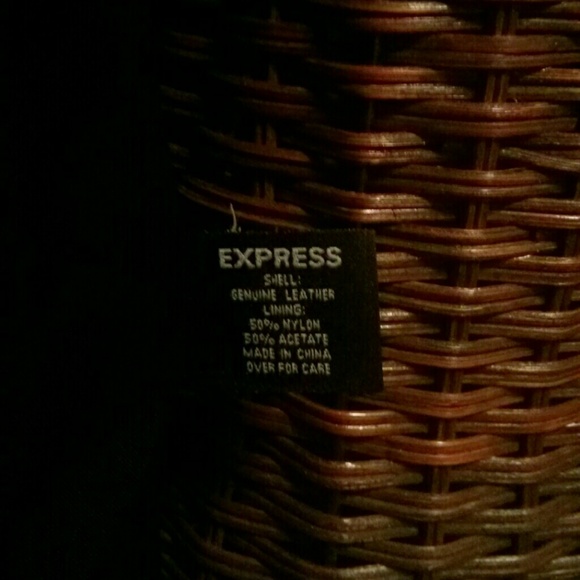 EXPRESS
SHELL:
GENUINE LEATHER
LINING:
50% NYLON
50% ACETATE
MADE IN CHINA
OVER FOR CARE